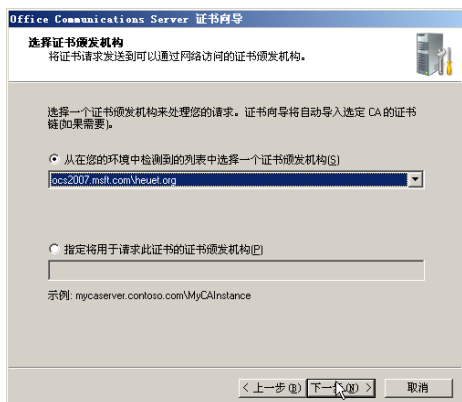 Office Communications Server 证书向导
选择证书颁发机构
将证书请求发送到可以通过网络访问的证书颁发机构。
选择一个证书颁发机构来处理您的请求。证书向导将自动导入选定 CA 的证书
链(如果需要)。
从在您的环境中检测到的列表中选择一个证书颁发机构(S)
ocs2007.msft.com\heuet.org
指定将用于请求此证书的证书颁发机构(P)
示例: mycaserver.contoso.com\MyCAInstance
< 上一步(B) 下一步(N) > 取消